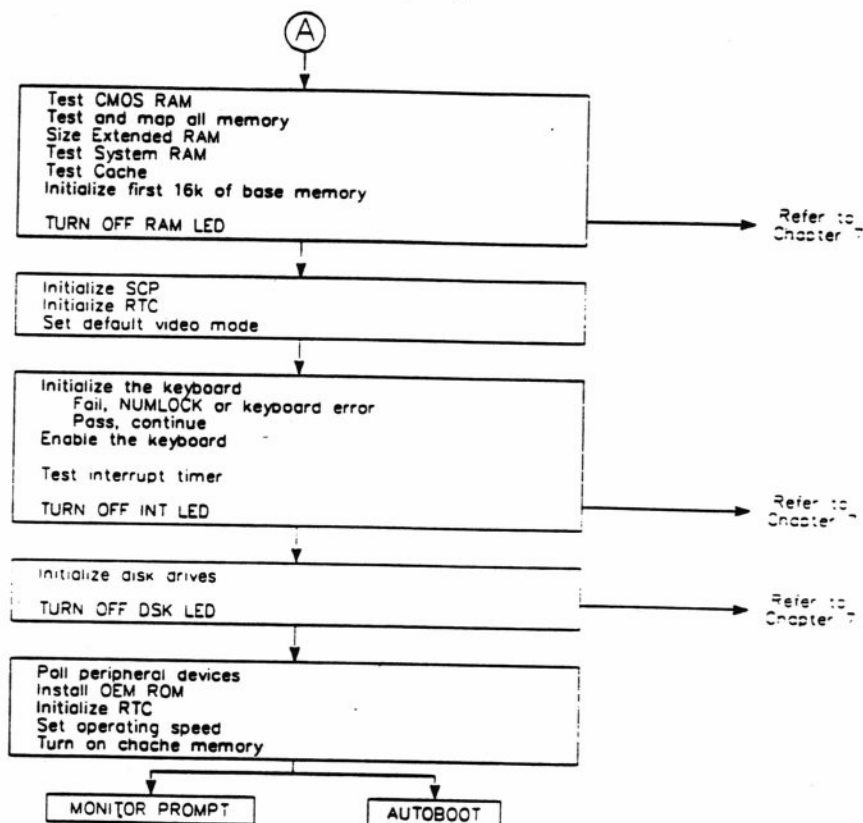 A
Test CMOS RAM
Test and map all memory
Size Extended RAM
Test System RAM
Test Cache
Initialize first 16k of base memory
TURN OFF RAM LED
Refer to
Chapter 7
Initialize SCP
Initialize RTC
Set default video mode
Initialize the keyboard
Fail, NUMLOCK or keyboard error
Pass, continue
Enable the keyboard
Test interrupt timer
TURN OFF INT LED
Refer to
Chapter
Initialize disk drives
TURN OFF DSK LED
Refer to
Chapter 7
Poll peripheral devices
Install OEM ROM
Initialize RTC
Set operating speed
Turn on chache memory
MONITOR PROMPT
AUTOBOOT